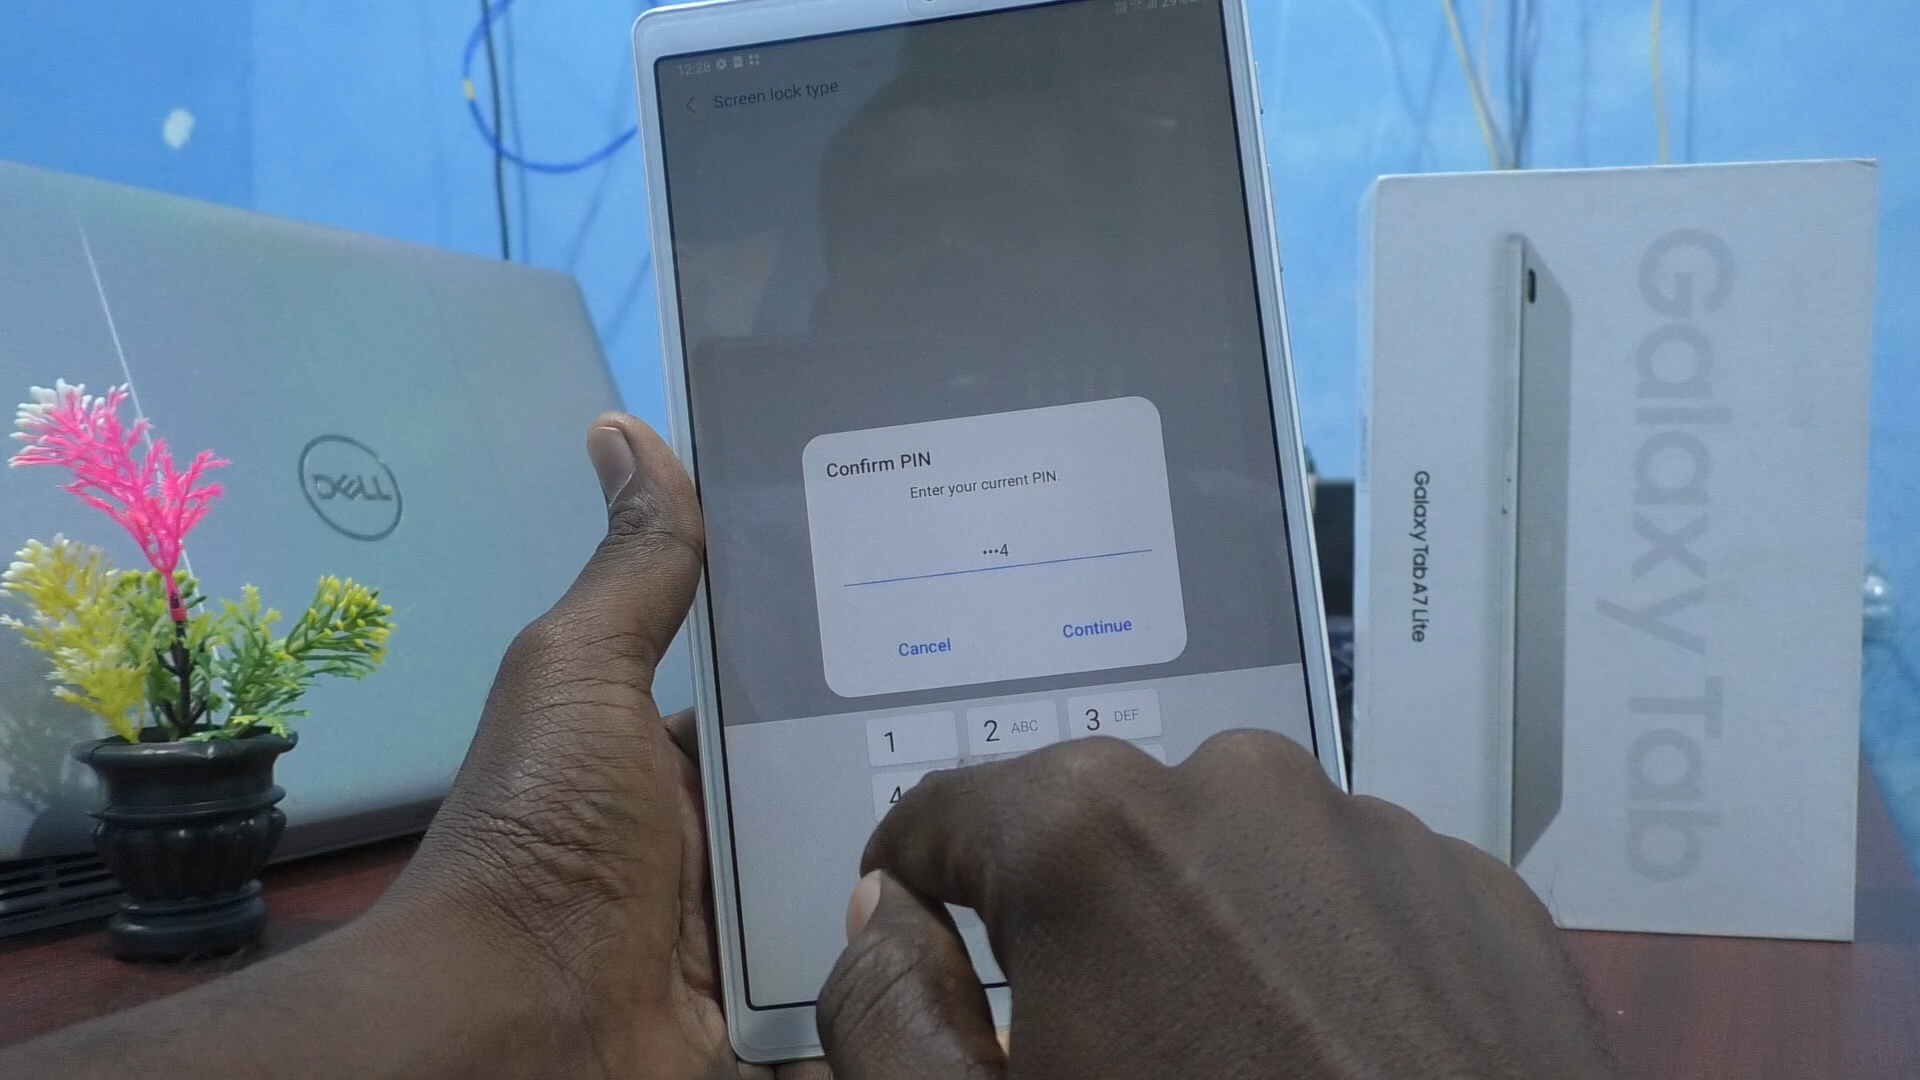 12:28
Screen lock type
Confirm PIN
Enter your current PIN.
•••4
Cancel
Continue
1
2 ABC
3 DEF
4
DELL
Galaxy Tab A7 Lite
Galaxy Tab